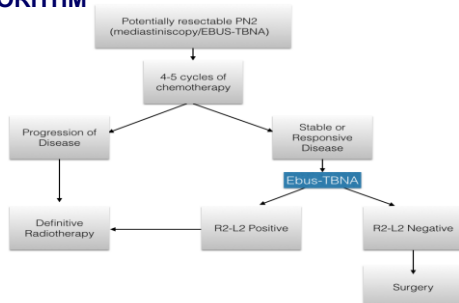 ORITIM
Potentially resectable PN2
(mediastiniscopy/EBUS-TBNA)
4-5 cycles of
chemotherapy
Progression of
Disease
Stable or
Responsive
Disease
Ebus-TBNA
Definitive
Radiotherapy
R2-L2 Positive
R2-L2 Negative
Surgery